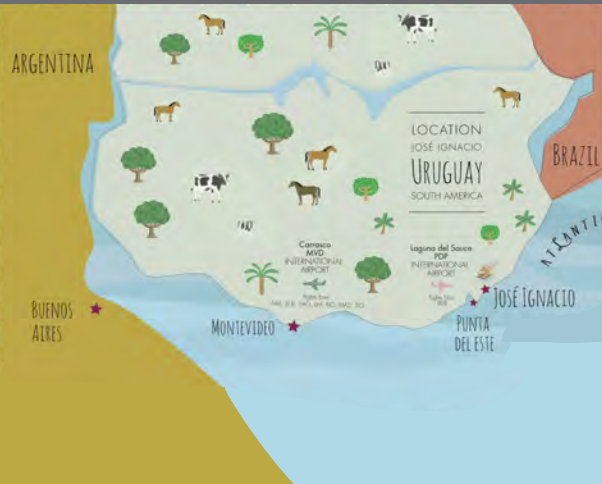 ARGENTINA
LOCATION
JOSÉ IGNACIO
URUGUAY
SOUTH AMERICA
BRAZIL
ATLANTI
Carrasco
MVD
INTERNATIONAL
AIRPORT
Laguna del Sauce
PDP
INTERNATIONAL
AIRPORT
JOSÉ IGNACIO
BUENOS
AIRES
MONTEVIDEO
PUNTA
DEL ESTE